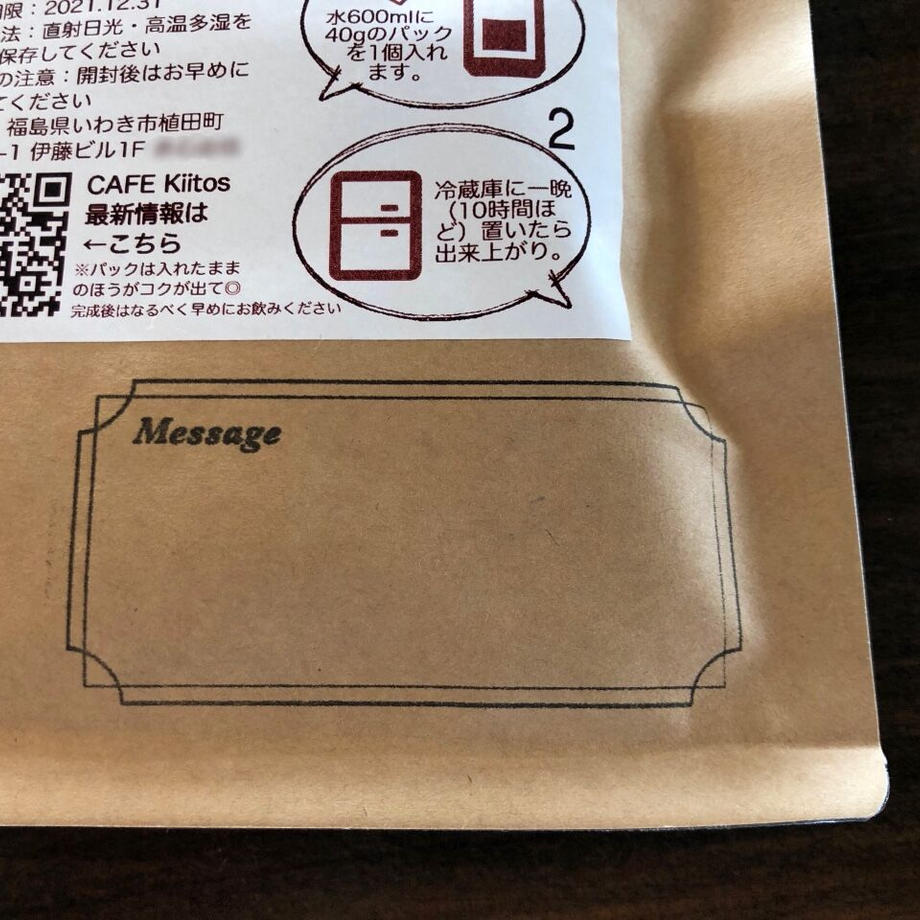 限：2021.12.31
法：直射日光・高温多湿を
保存してください
の注意：開封後はお早めに
てください
福島県いわき市植田町
-1 伊藤ビル1F
CAFE Kiitos
最新情報は
←こちら
※パックは入れたまま
のほうがコクが出て◎
完成後はなるべく早めにお飲みください
水600mlに
40gのパック
を1個入れ
ます。
2
冷蔵庫に一晩
（10時間ほ
ど）置いたら
出来上がり。
Message